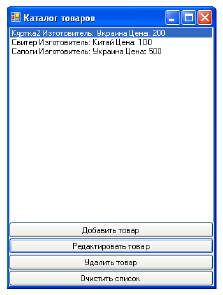 Каталог товаров
Куртка2 Изготовитель: Украина Цена: 200
Свитер Изготовитель: Китай Цена: 100
Сапоги Изготовитель: Украина Цена: 500
Добавить товар
Редактировать товар
Удалить товар
Очистить список